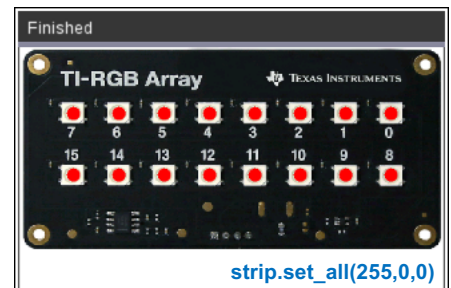 Finished
TI-RGB Array
TEXAS INSTRUMENTS
7 6 5 4 3 2 1 0
15 14 13 12 11 10 9 8
strip.set_all(255,0,0)